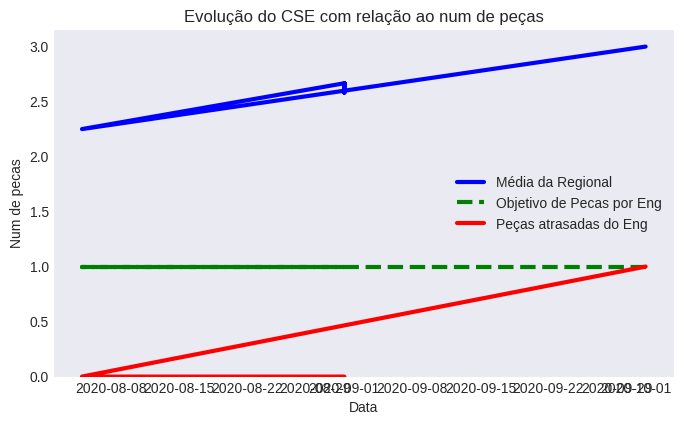 Evolução do CSE com relação ao num de peças
3.0
2.5
2.0
1.5
1.0
0.5
0.0
Num de pecas
Média da Regional
Objetivo de Pecas por Eng
Peças atrasadas do Eng
2020-08-08 2020-08-15 2020-08-22 2020-08-29 2020-09-01 2020-09-08 2020-09-15 2020-09-22 2020-09-29 2020-10-01
Data